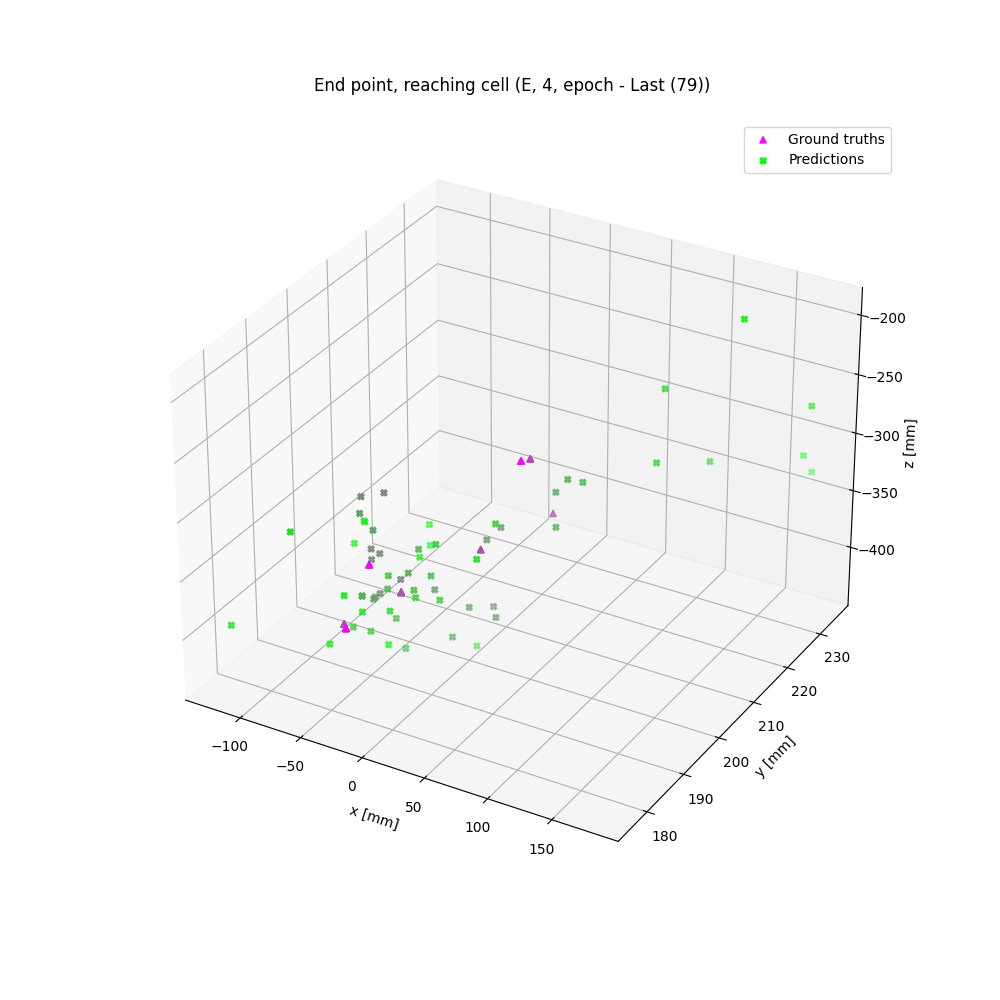 End point, reaching cell (E, 4, epoch - Last (79))
Ground truths
Predictions
−200
−250
−300
−350
−400
z [mm]
230
220
210
200
190
180
y [mm]
−100
−50
0
50
100
150
x [mm]